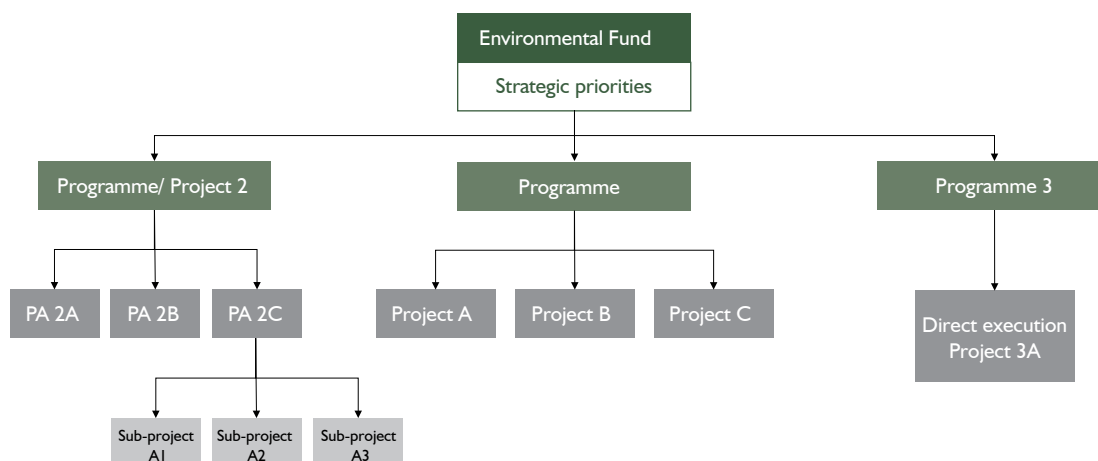 Environmental Fund
Strategic priorities
Programme/ Project 2
Programme
Programme 3
PA 2A
PA 2B
PA 2C
Project A
Project B
Project C
Direct execution
Project 3A
Sub-project
A1
Sub-project
A2
Sub-project
A3